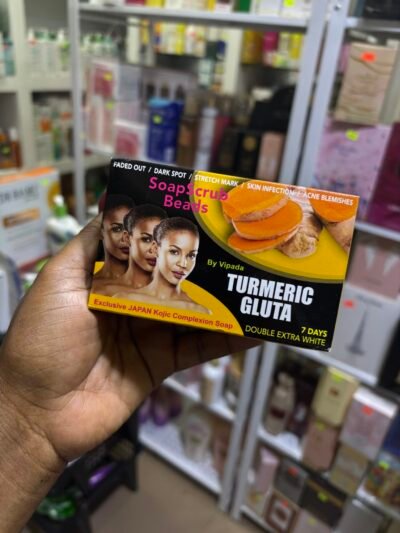 FADED OUT / DARK SPOT / STRETCH MARK / SKIN INFECTION / ACNE BLEMISHES
SoapScrub
Beads
By Vipada
TURMERIC
GLUTA
7 DAYS
DOUBLE EXTRA WHITE
Exclusive JAPAN Kojic Complexion Soap